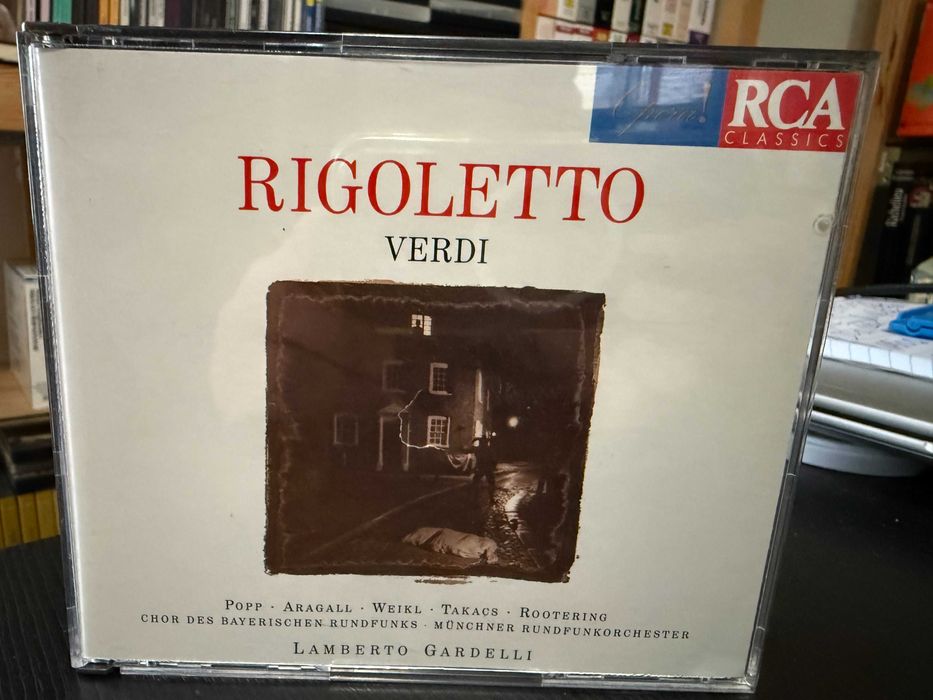 Opera!
RCA
CLASSICS
RIGOLETTO
VERDI
POPP · ARAGALL · WEIKL · TAKACS · ROOTERING
CHOR DES BAYERISCHEN RUNDFUNKS · MÜNCHNER RUNDFUNKORCHESTER
LAMBERTO GARDELLI